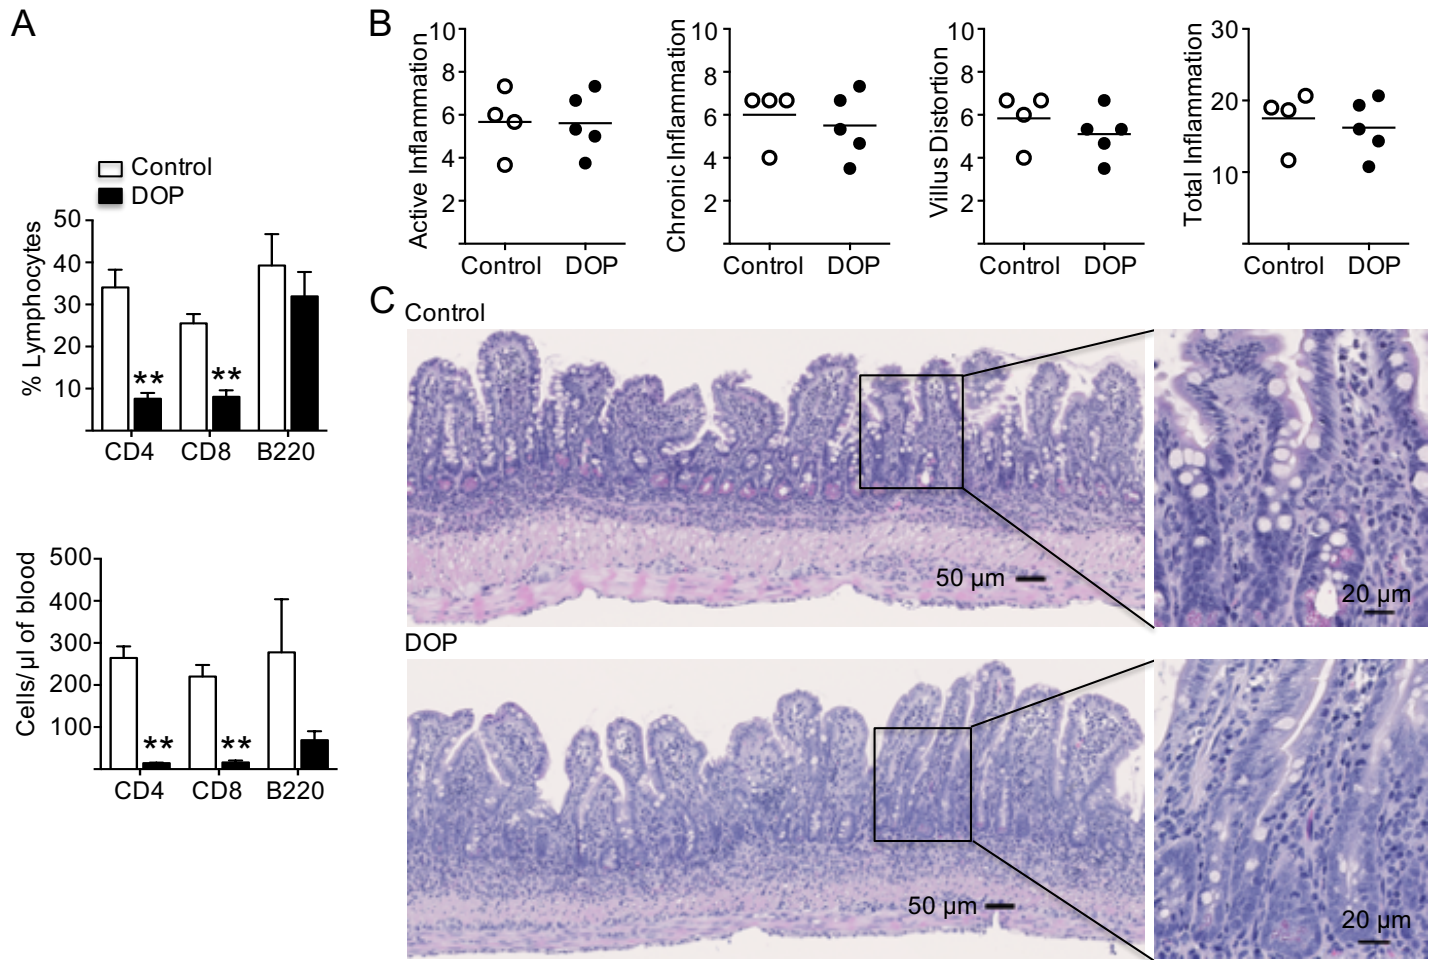 A
Control
DOP
% Lymphocytes
50
40
30
20
10
**
**
CD4
CD8
B220
Cells/µl of blood
500
400
300
200
100
**
**
CD4
CD8
B220
B
Active Inflammation
10
8
6
4
2
Control
DOP
Chronic Inflammation
10
8
6
4
2
Control
DOP
Villus Distortion
10
8
6
4
2
Control
DOP
Total Inflammation
30
20
10
Control
DOP
C
Control
50 µm
20 µm
DOP
50 µm
20 µm